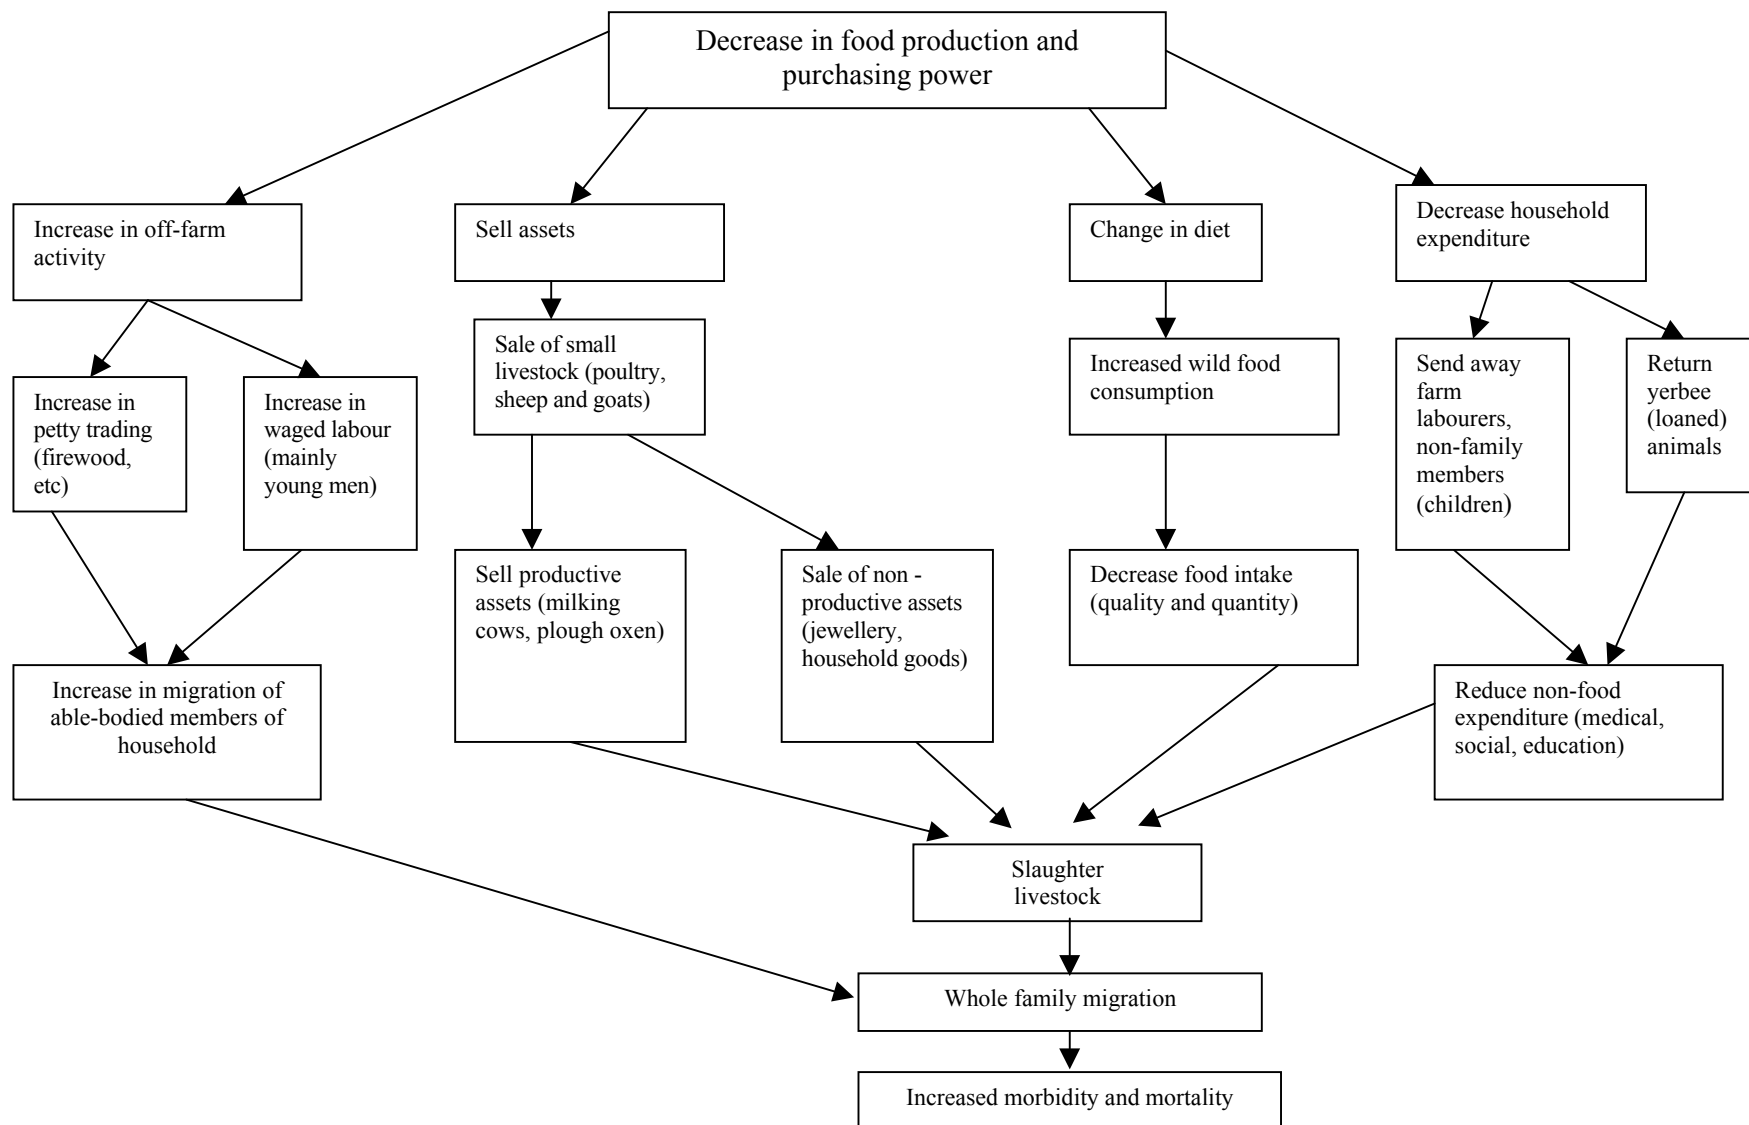 Decrease in food production and
purchasing power
Increase in off-farm
activity
Sell assets
Change in diet
Decrease household
expenditure
Increase in
petty trading
(firewood,
etc)
Increase in
waged labour
(mainly
young men)
Sale of small
livestock (poultry,
sheep and goats)
Increased wild food
consumption
Send away
farm
labourers,
non-family
members
(children)
Return
yerbee
(loaned)
animals
Sell productive
assets (milking
cows, plough oxen)
Sale of non -
productive assets
(jewellery,
household goods)
Decrease food intake
(quality and quantity)
Increase in migration of
able-bodied members of
household
Reduce non-food
expenditure (medical,
social, education)
Slaughter
livestock
Whole family migration
Increased morbidity and mortality